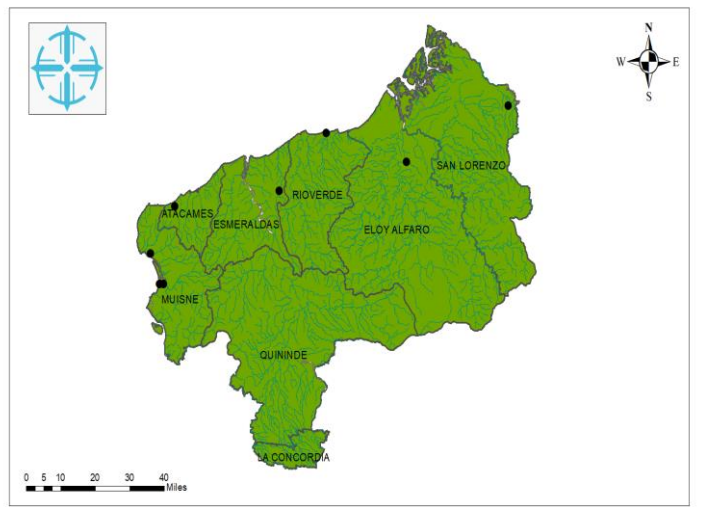 N
W E
S
SAN LORENZO
RIOVERDE
ATACAMES
ESMERALDAS
ELOY ALFARO
MUISNE
QUININDE
LA CONCORDIA
0 5 10 20 30 40
Miles